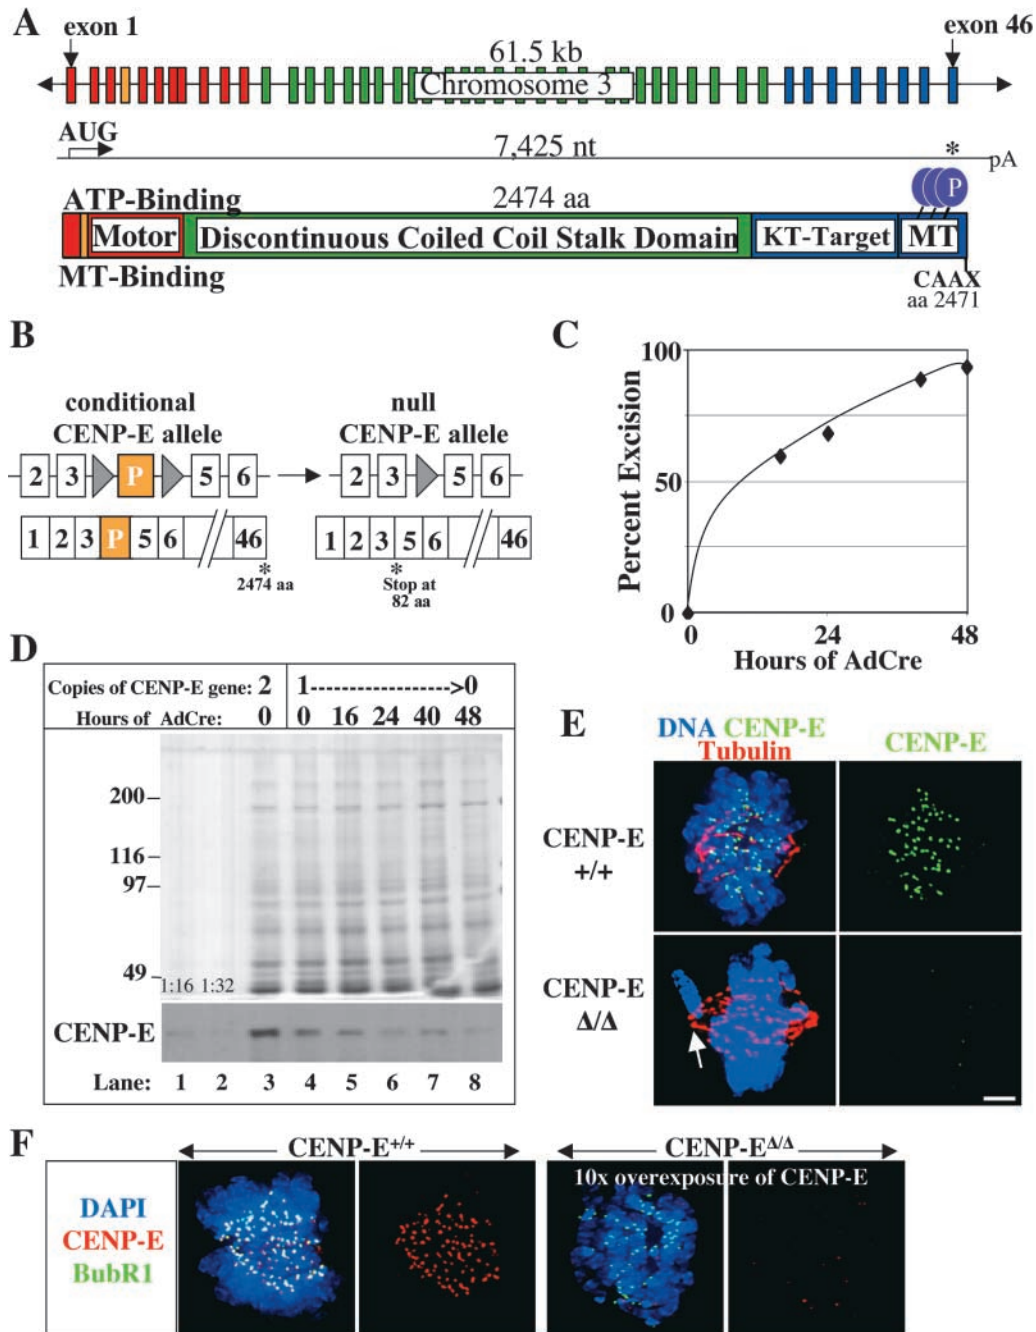 A
exon 1
exon 46
61.5 kb
Chromosome 3
AUG
7,425 nt
*
pA
ATP-Binding
2474 aa
P
Motor
Discontinuous Coiled Coil Stalk Domain
KT-Target
MT
MT-Binding
CAAX
aa 2471
B
conditional
CENP-E allele
null
CENP-E allele
2 3 P 5 6
2 3 5 6
1 2 3 P 5 6 46
1 2 3 5 6 46
*
2474 aa
*
Stop at
82 aa
C
Percent Excision
100
50
0
0 24 48
Hours of AdCre
D
Copies of CENP-E gene: 2 1---------------------->0
Hours of AdCre: 0 0 16 24 40 48
200
116
97
49
1:16 1:32
CENP-E
Lane: 1 2 3 4 5 6 7 8
E
DNA CENP-E
Tubulin
CENP-E
CENP-E
+/+
CENP-E
Δ/Δ
F
CENP-E+/+
CENP-EΔ/Δ
10x overexposure of CENP-E
DAPI
CENP-E
BubR1